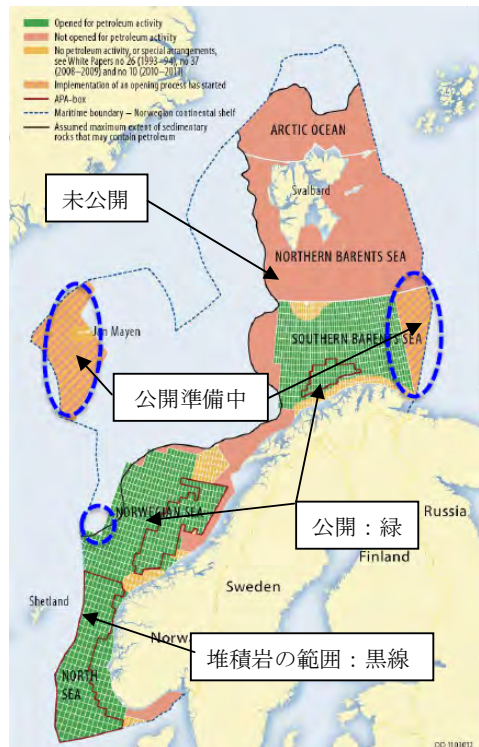 Opened for petroleum activity
Not opened for petroleum activity
No petroleum activity, or special arrangements,
see White Papers no 26 (1993–94), no 37
(2008–2009) and no 10 (2010–2011)
Implementation of an opening process has started
APA-box
Maritime boundary – Norwegian continental shelf
Assumed maximum extent of sedimentary
rocks that may contain petroleum
ARCTIC OCEAN
Svalbard
未公開
NORTHERN BARENTS SEA
Jan Mayen
SOUTHERN BARENTS SEA
公開準備中
NORWEGIAN SEA
公開：緑
Russia
Finland
Sweden
Shetland
Norw
堆積岩の範囲：黒線
NORTH
SEA